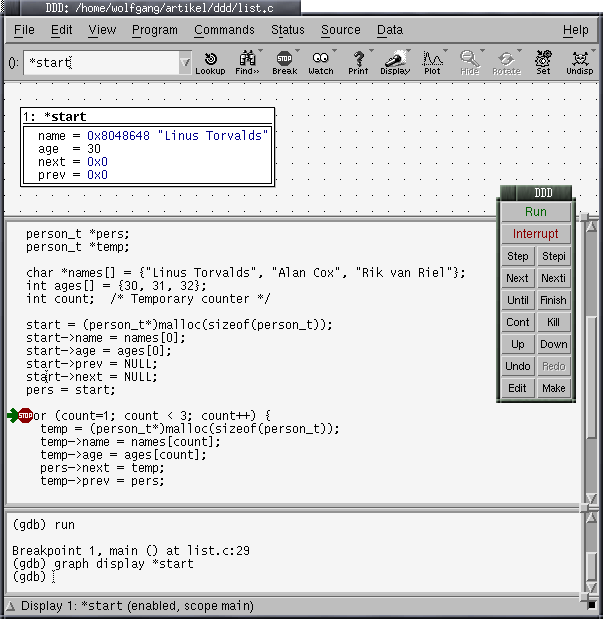 DDD: /home/wolfgang/artikel/ddd/list.c
File Edit View Program Commands Status Source Data Help
(): *start Lookup Find>> Break Watch Print Display Plot Hide Rotate Set Undisp
STOP
1: *start
name = 0x8048648 "Linus Torvalds"
age = 30
next = 0x0
prev = 0x0
DDD
Run
Interrupt
Step Stepi
Next Nexti
Until Finish
Cont Kill
Up Down
Undo Redo
Edit Make
person_t *pers;
person_t *temp;
char *names[] = {"Linus Torvalds", "Alan Cox", "Rik van Riel"};
int ages[] = {30, 31, 32};
int count; /* Temporary counter */
start = (person_t*)malloc(sizeof(person_t));
start->name = names[0];
start->age = ages[0];
start->prev = NULL;
start->next = NULL;
pers = start;
STOP or (count=1; count < 3; count++) {
temp = (person_t*)malloc(sizeof(person_t));
temp->name = names[count];
temp->age = ages[count];
pers->next = temp;
temp->prev = pers;
(gdb) run
Breakpoint 1, main () at list.c:29
(gdb) graph display *start
(gdb)
Display 1: *start (enabled, scope main)